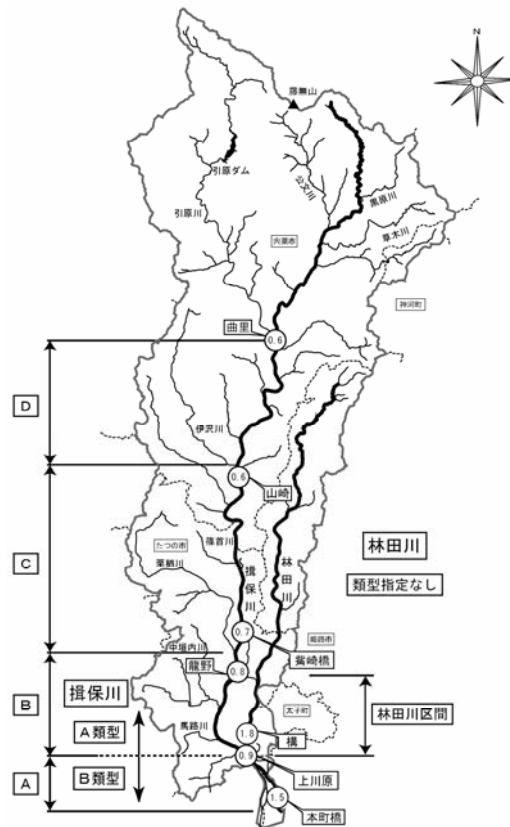 N
落無山
引原ダム
公文川
黒原川
引原川
草木川
宍粟市
神河町
曲里
0.6
D
伊沢川
0.6
山崎
篠首川
林田川
C
たつの市
栗栖川
揖保川
林田川
類型指定なし
0.7
姫路市
中垣内川
觜崎橋
龍野
0.8
揖保川
B
太子町
林田川区間
馬路川
A類型
1.8
構
0.9
上川原
B類型
A
1.5
本町橋